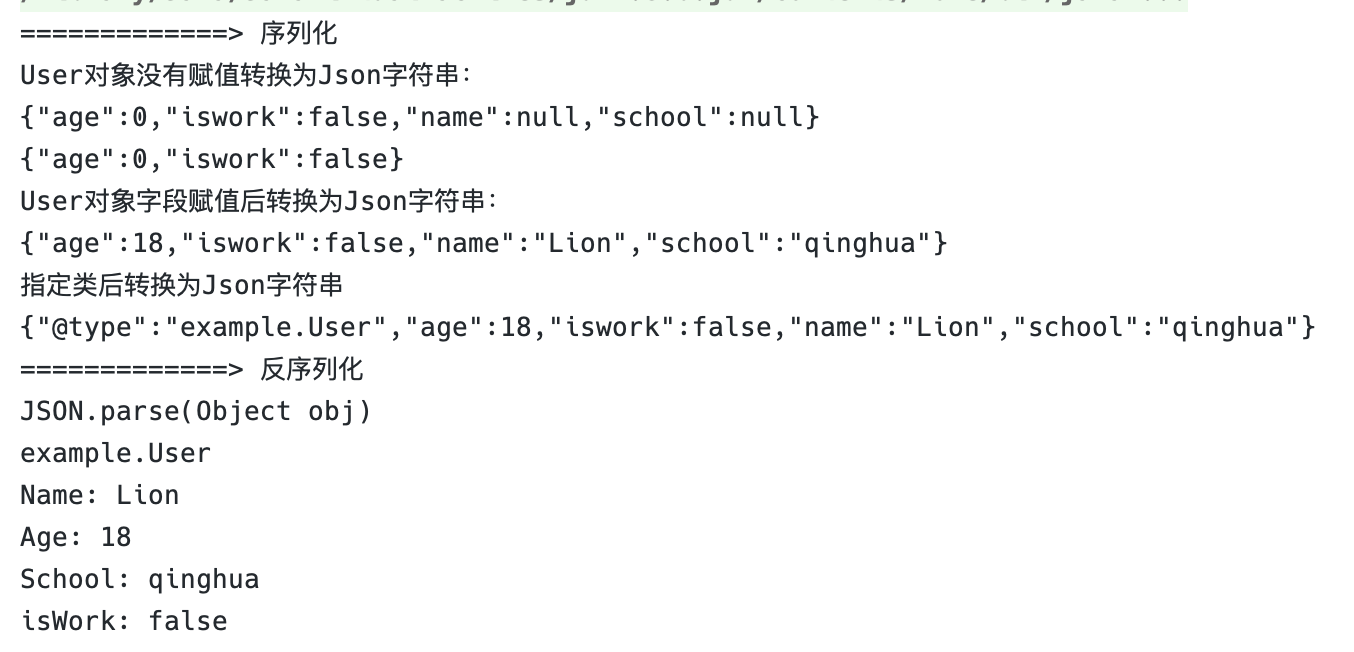 =============> 序列化
User对象没有赋值转换为Json字符串：
{"age":0,"iswork":false,"name":null,"school":null}
{"age":0,"iswork":false}
User对象字段赋值后转换为Json字符串：
{"age":18,"iswork":false,"name":"Lion","school":"qinghua"}
指定类后转换为Json字符串
{"@type":"example.User","age":18,"iswork":false,"name":"Lion","school":"qinghua"}
=============> 反序列化
JSON.parse(Object obj)
example.User
Name: Lion
Age: 18
School: qinghua
isWork: false